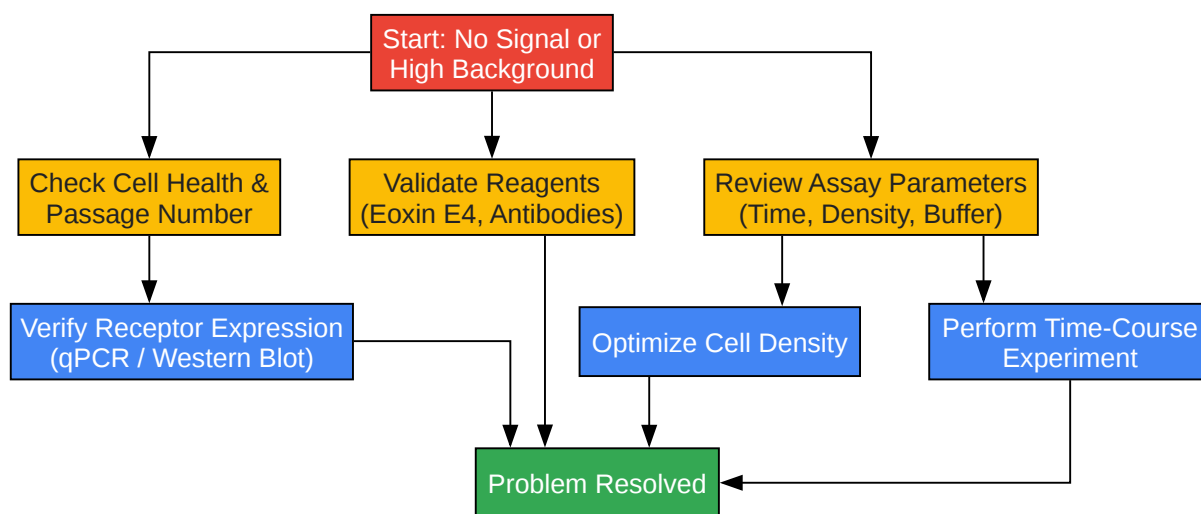 Start: No Signal or
High Background
Check Cell Health &
Passage Number
Validate Reagents
(Eoxin E4, Antibodies)
Review Assay Parameters
(Time, Density, Buffer)
Verify Receptor Expression
(qPCR / Western Blot)
Optimize Cell Density
Perform Time-Course
Experiment
Problem Resolved